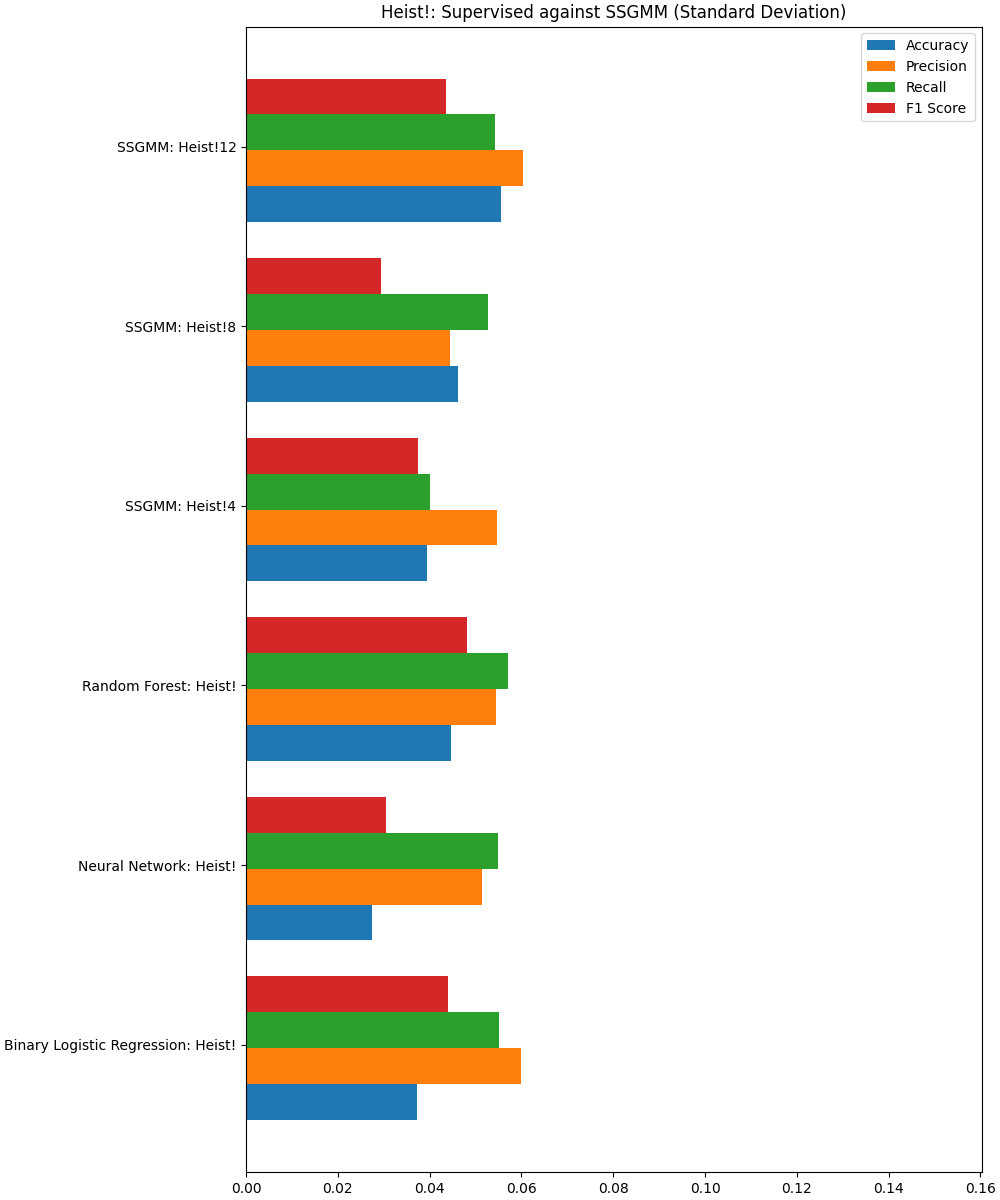 Heist!: Supervised against SSGMM (Standard Deviation)
Accuracy
Precision
Recall
F1 Score
SSGMM: Heist!12
SSGMM: Heist!8
SSGMM: Heist!4
Random Forest: Heist!
Neural Network: Heist!
Binary Logistic Regression: Heist!
0.00 0.02 0.04 0.06 0.08 0.10 0.12 0.14 0.16